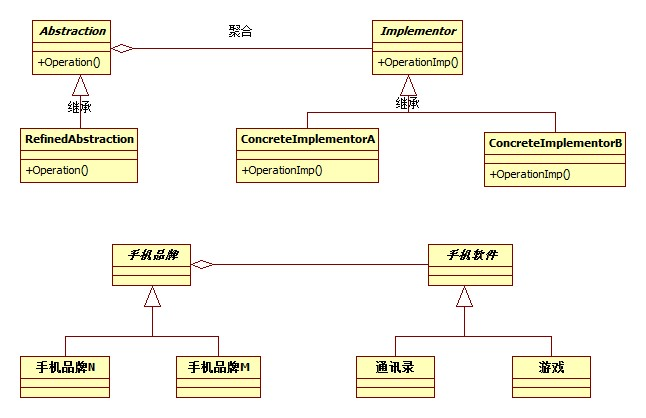 Abstraction
聚合
Implementor
+Operation()
+OperationImp()
继承
继承
RefinedAbstraction
ConcreteImplementorA
ConcreteImplementorB
+Operation()
+OperationImp()
+OperationImp()
手机品牌
手机软件
手机品牌N
手机品牌M
通讯录
游戏